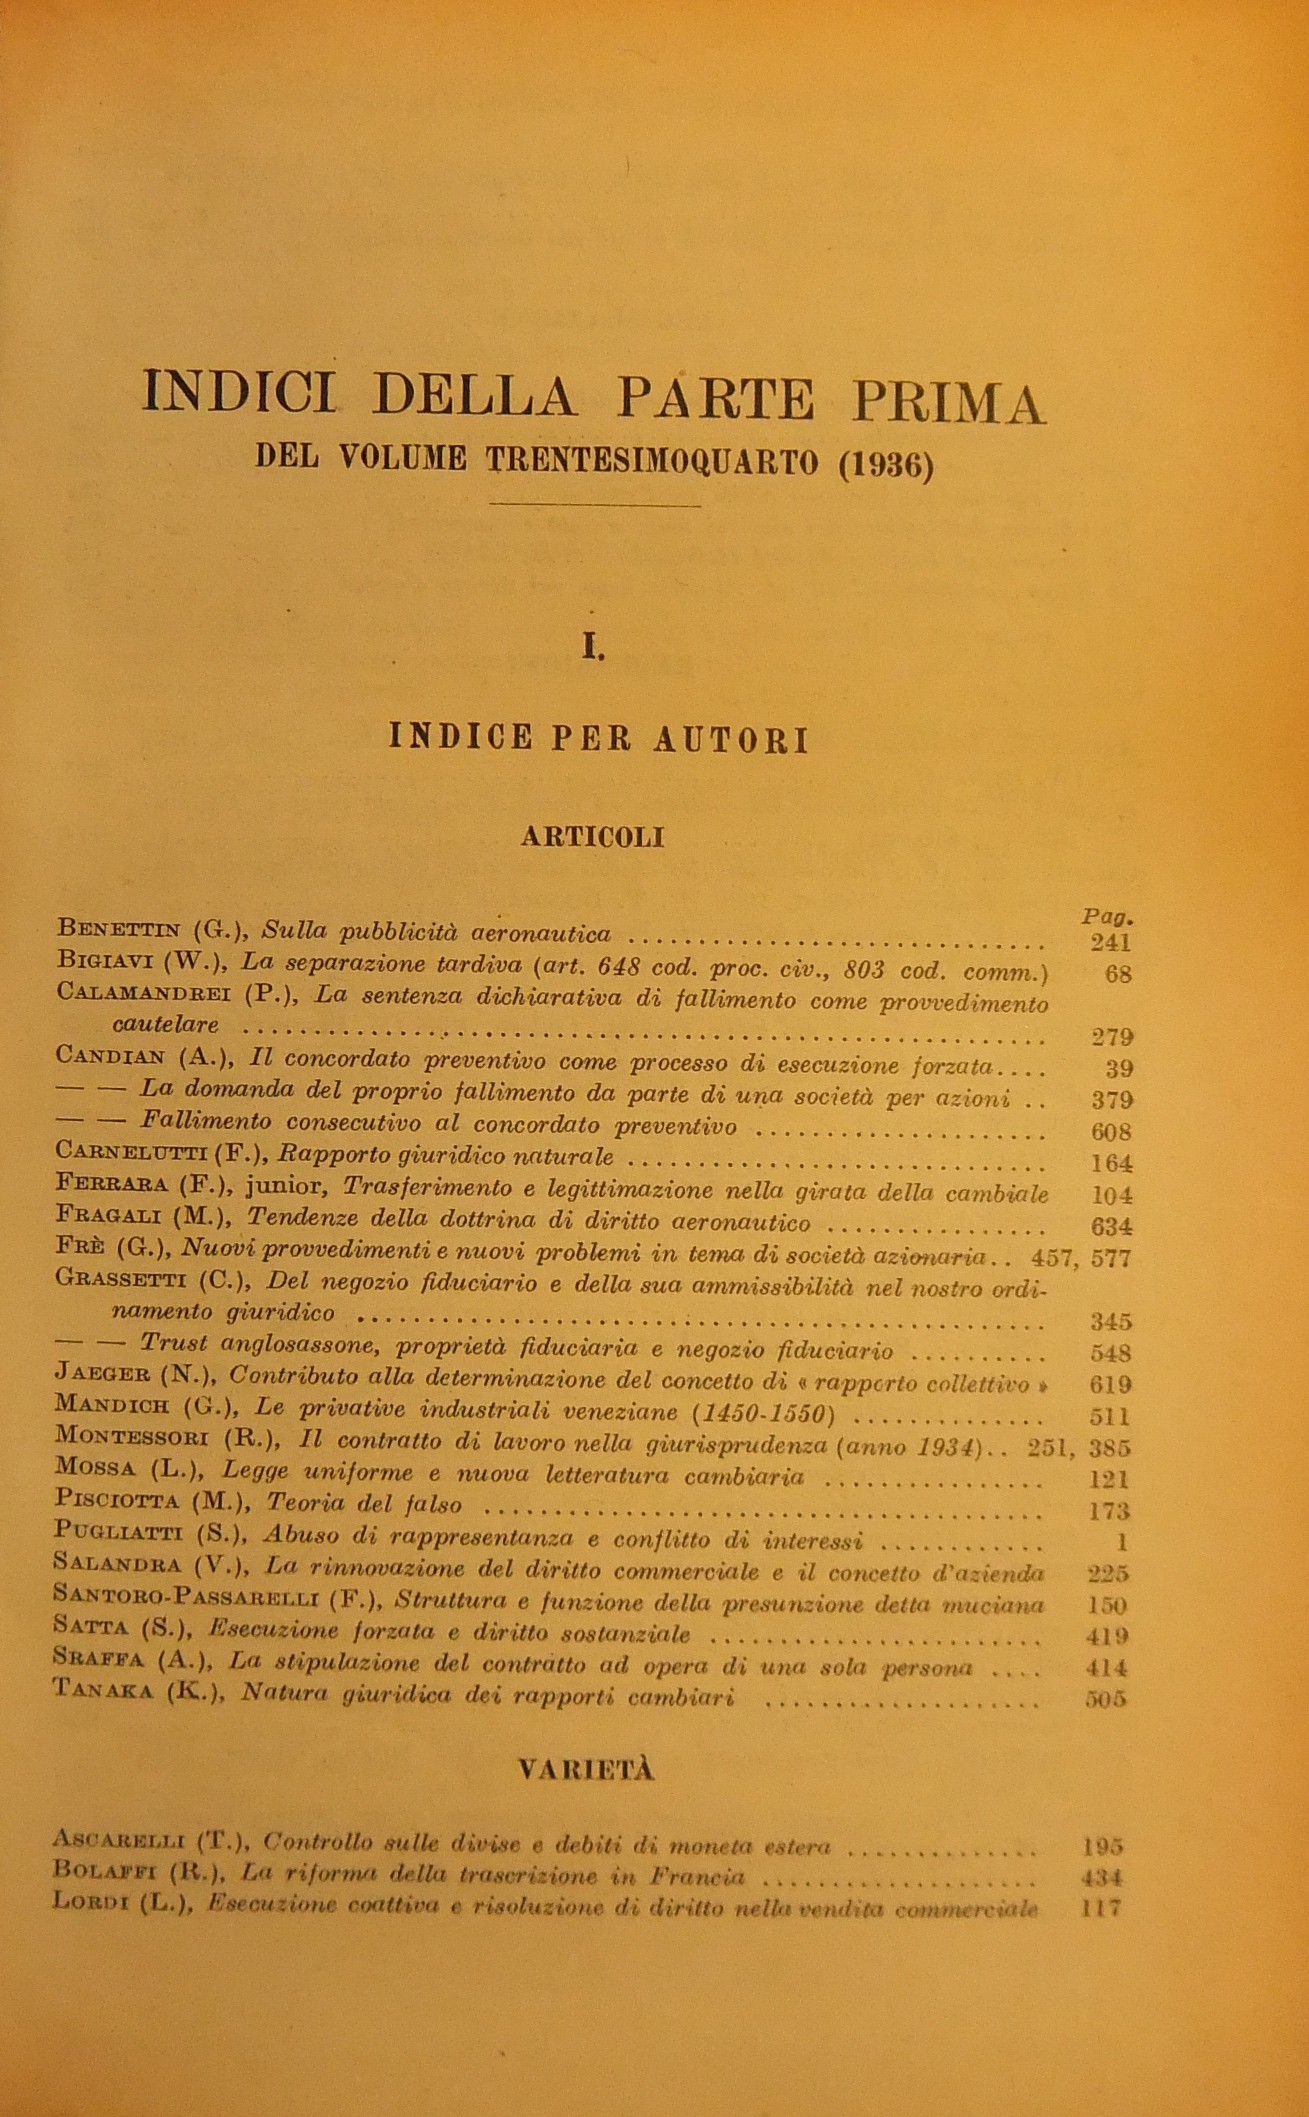 INDICI DELLA PARTE PRIMA
DEL VOLUME TRENTESIMOQUARTO (1936)
I.
INDICE PER AUTORI
ARTICOLI
Pag.
BENETTIN (G.), Sulla pubblicità aeronautica .............................. 241
BIGIAVI (W.), La separazione tardiva (art. 648 cod. proc. civ., 803 cod. comm.) 68
CALAMANDREI (P.), La sentenza dichiarativa di fallimento come provvedimento
cautelare ......................................................... 279
CANDIAN (A.), Il concordato preventivo come processo di esecuzione forzata.... 39
— — La domanda del proprio fallimento da parte di una società per azioni .. 379
— — Fallimento consecutivo al concordato preventivo ..................... 608
CARNELUTTI (F.), Rapporto giuridico naturale .............................. 164
FERRARA (F.), junior, Trasferimento e legittimazione nella girata della cambiale 104
FRAGALI (M.), Tendenze della dottrina di diritto aeronautico ................ 634
FRÈ (G.), Nuovi provvedimenti e nuovi problemi in tema di società azionaria.. 457, 577
GRASSETTI (C.), Del negozio fiduciario e della sua ammissibilità nel nostro ordi-
namento giuridico ................................................. 345
— — Trust anglosassone, proprietà fiduciaria e negozio fiduciario .......... 548
JAEGER (N.), Contributo alla determinazione del concetto di « rapporto collettivo » 619
MANDICH (G.), Le privative industriali veneziane (1450-1550) .............. 511
MONTESSORI (R.), Il contratto di lavoro nella giurisprudenza (anno 1934).. 251, 385
MOSSA (L.), Legge uniforme e nuova letteratura cambiaria ................ 121
PISCIOTTA (M.), Teoria del falso ........................................ 173
PUGLIATTI (S.), Abuso di rappresentanza e conflitto di interessi ............ 1
SALANDRA (V.), La rinnovazione del diritto commerciale e il concetto d'azienda 225
SANTORO-PASSARELLI (F.), Struttura e funzione della presunzione detta muciana 150
SATTA (S.), Esecuzione forzata e diritto sostanziale ........................ 419
SRAFFA (A.), La stipulazione del contratto ad opera di una sola persona .... 414
TANAKA (K.), Natura giuridica dei rapporti cambiari .................... 505
VARIETÀ
ASCARELLI (T.), Controllo sulle divise e debiti di moneta estera .............. 195
BOLAFFI (R.), La riforma della trascrizione in Francia .................... 434
LORDI (L.), Esecuzione coattiva e risoluzione di diritto nella vendita commerciale 117